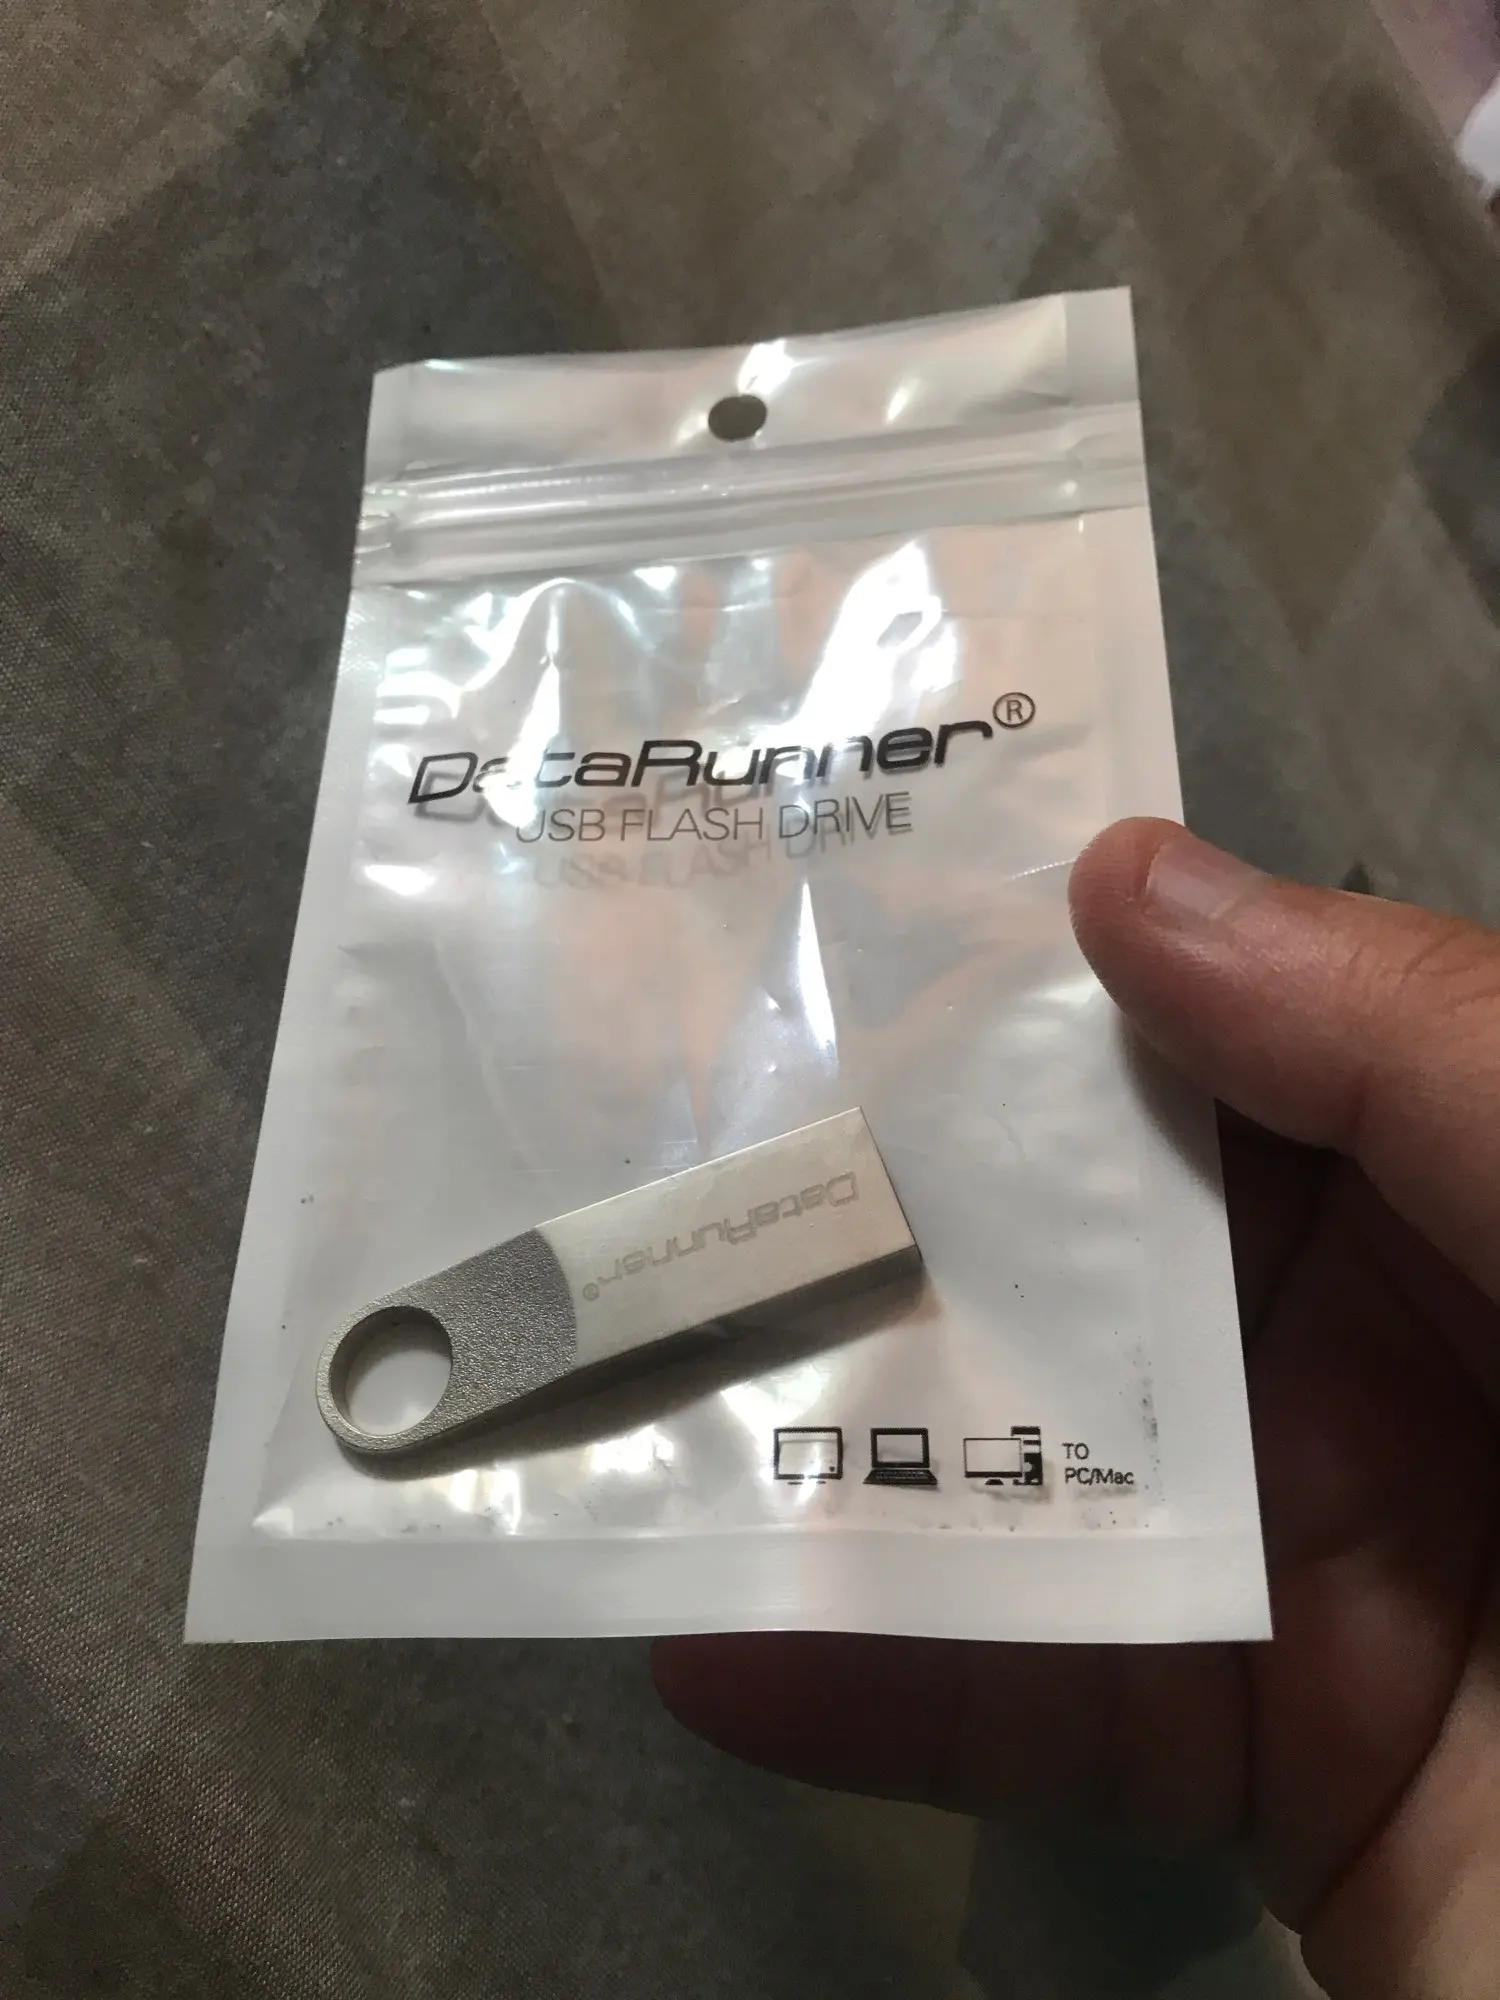 DataRunner®
USB FLASH DRIVE
DataRunner®
TO
PC/Mac